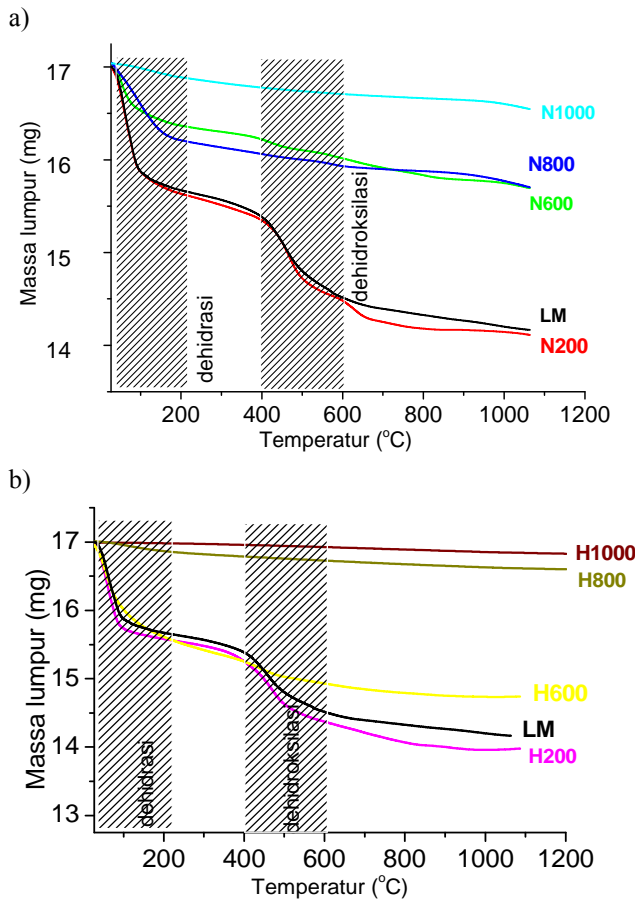 a)
17
16
15
14
Massa lumpur (mg)
dehidrasi
dehidroksilasi
N1000
N800
N600
LM
N200
200 400 600 800 1000 1200
Temperatur (°C)
b)
18
17
16
15
14
13
Massa lumpur (mg)
dehidrasi
dehidroksilasi
H1000
H800
H600
LM
H200
200 400 600 800 1000 1200
Temperatur (°C)